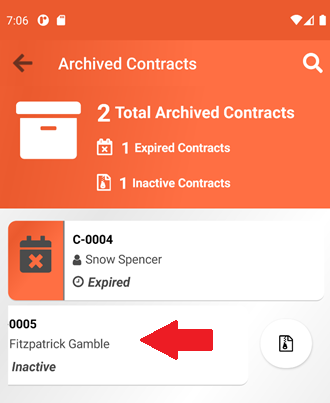 7:06
Archived Contracts
2 Total Archived Contracts
1 Expired Contracts
1 Inactive Contracts
C-0004
Snow Spencer
Expired
0005
Fitzpatrick Gamble
Inactive